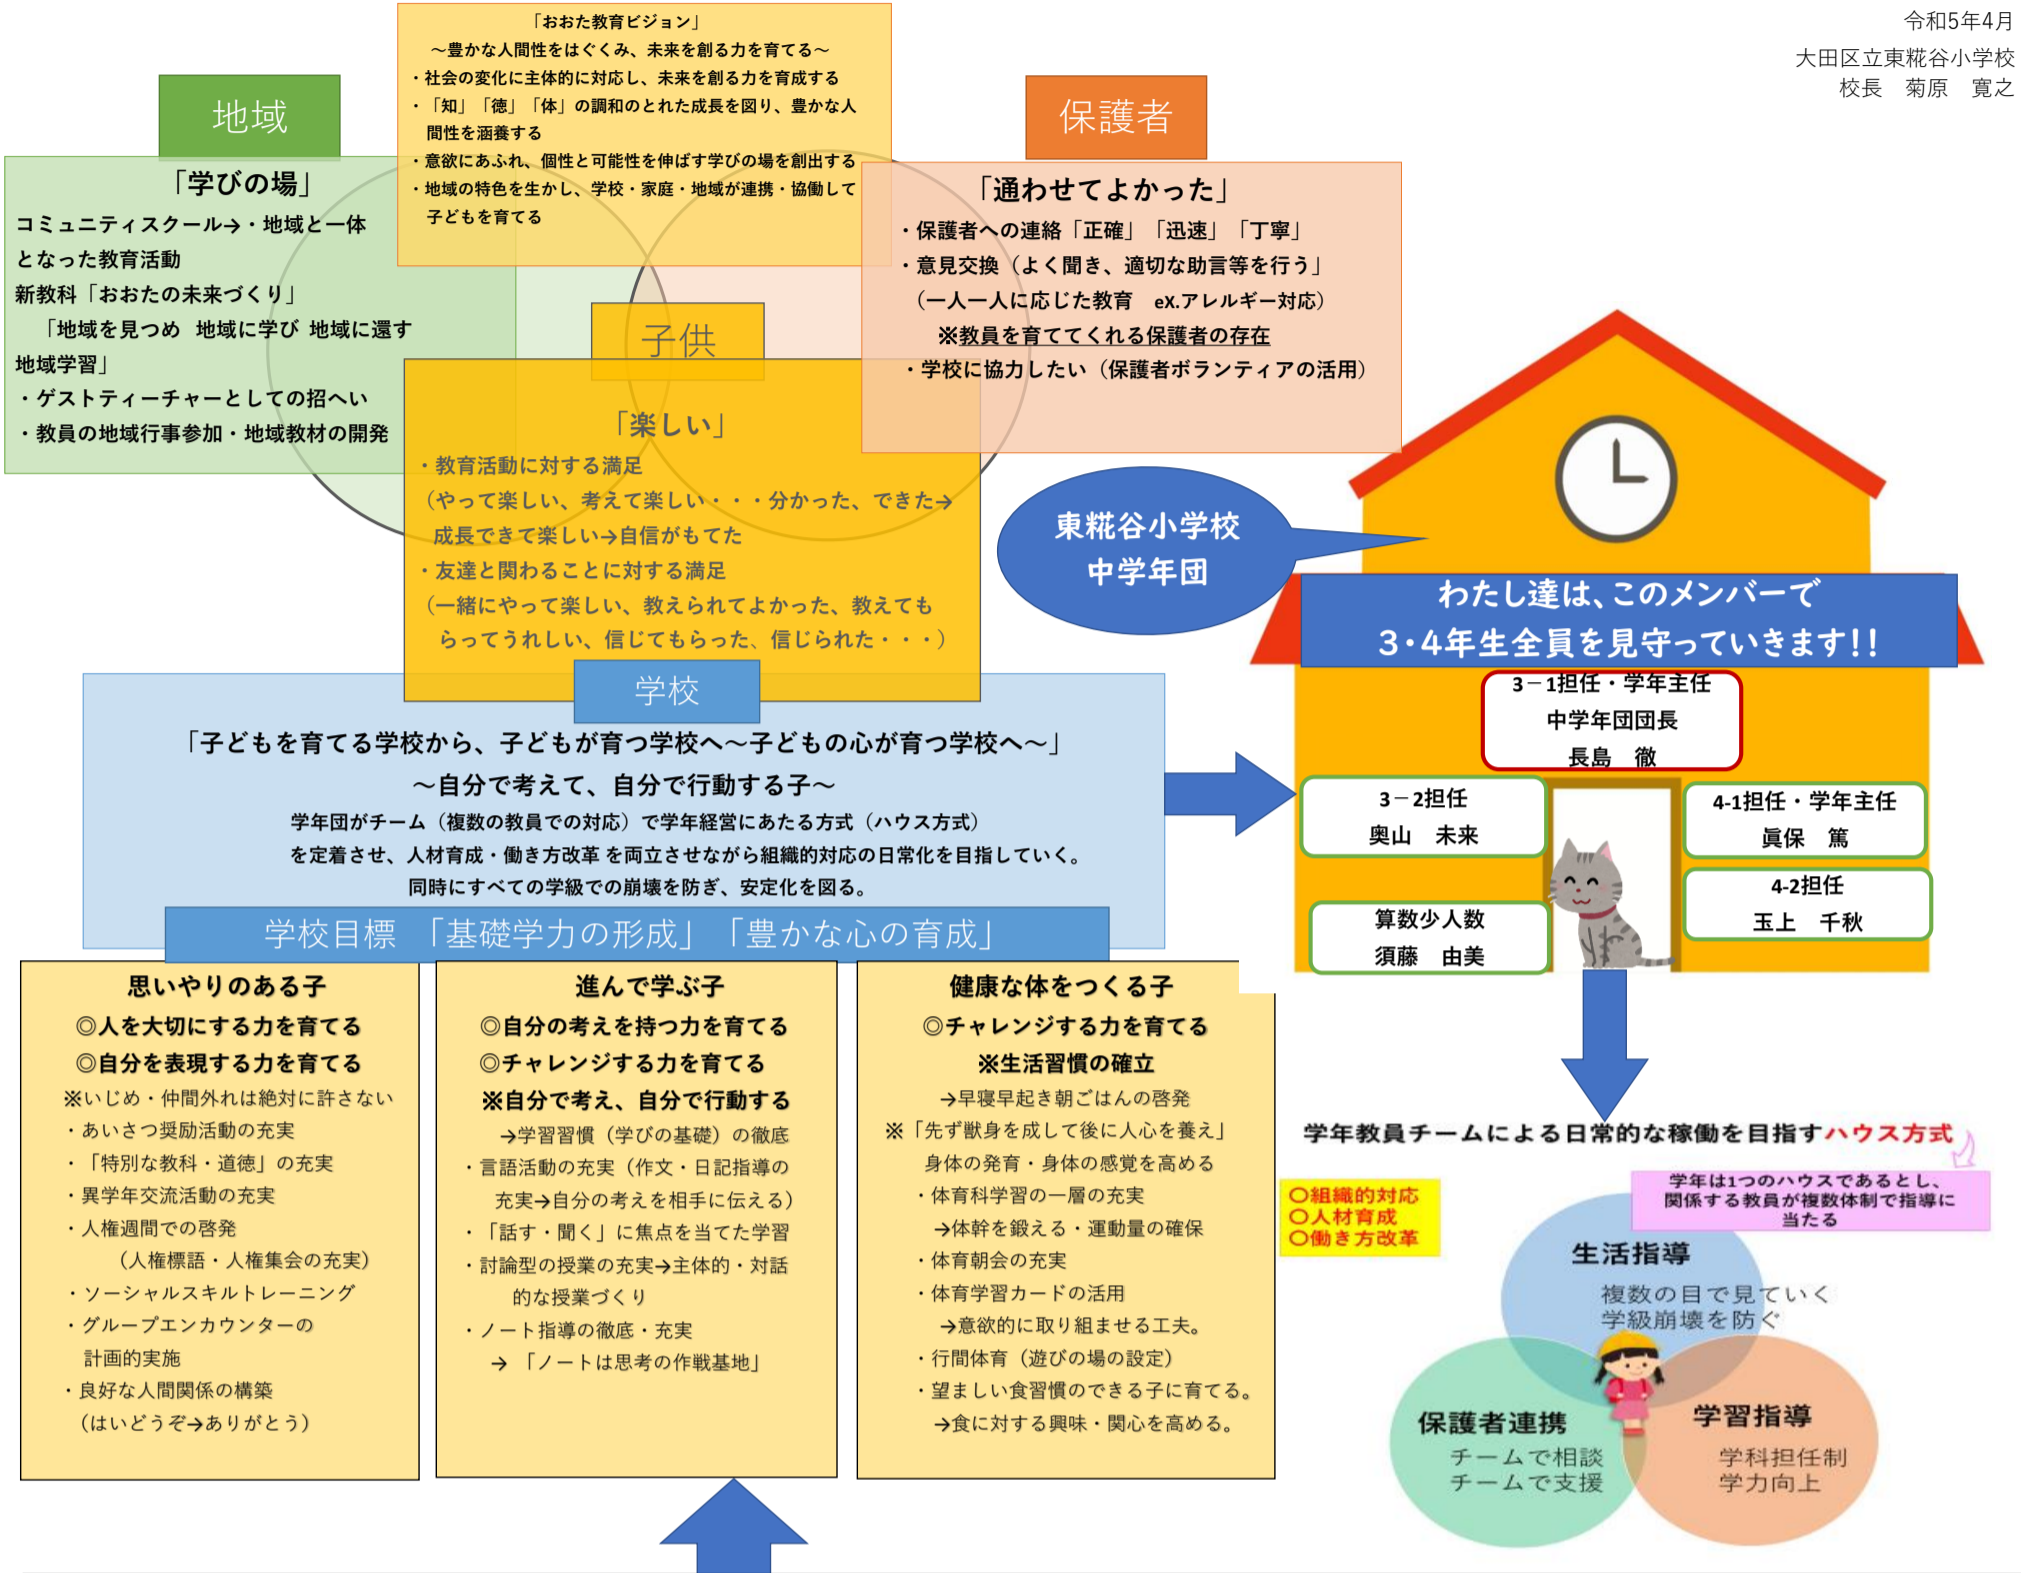 令和5年4月
大田区立東糀谷小学校
校長　菊原　寛之
「おおた教育ビジョン」
～豊かな人間性をはぐくみ、未来を創る力を育てる～
・社会の変化に主体的に対応し、未来を創る力を育成する
・「知」「徳」「体」の調和のとれた成長を図り、豊かな人
間性を涵養する
・意欲にあふれ、個性と可能性を伸ばす学びの場を創出する
・地域の特色を生かし、学校・家庭・地域が連携・協働して
子どもを育てる
地域
「学びの場」
コミュニティスクール→・地域と一体
となった教育活動
新教科「おおたの未来づくり」
「地域を見つめ 地域に学び 地域に還す
地域学習」
・ゲストティーチャーとしての招へい
・教員の地域行事参加・地域教材の開発
保護者
「通わせてよかった」
・保護者への連絡「正確」「迅速」「丁寧」
・意見交換（よく聞き、適切な助言等を行う」
（一人一人に応じた教育　ex.アレルギー対応）
※教員を育ててくれる保護者の存在
・学校に協力したい（保護者ボランティアの活用）
子供
「楽しい」
・教育活動に対する満足
（やって楽しい、考えて楽しい・・・分かった、できた→
成長できて楽しい→自信がもてた
・友達と関わることに対する満足
（一緒にやって楽しい、教えられてよかった、教えても
らってうれしい、信じてもらった、信じられた・・・）
学校
「子どもを育てる学校から、子どもが育つ学校へ～子どもの心が育つ学校へ～」
～自分で考えて、自分で行動する子～
学年団がチーム（複数の教員での対応）で学年経営にあたる方式（ハウス方式）
を定着させ、人材育成・働き方改革 を両立させながら組織的対応の日常化を目指していく。
同時にすべての学級での崩壊を防ぎ、安定化を図る。
学校目標　「基礎学力の形成」「豊かな心の育成」
思いやりのある子
◎人を大切にする力を育てる
◎自分を表現する力を育てる
※いじめ・仲間外れは絶対に許さない
・あいさつ奨励活動の充実
・「特別な教科・道徳」の充実
・異学年交流活動の充実
・人権週間での啓発
（人権標語・人権集会の充実）
・ソーシャルスキルトレーニング
・グループエンカウンターの
計画的実施
・良好な人間関係の構築
（はいどうぞ→ありがとう）
進んで学ぶ子
◎自分の考えを持つ力を育てる
◎チャレンジする力を育てる
※自分で考え、自分で行動する
→学習習慣（学びの基礎）の徹底
・言語活動の充実（作文・日記指導の
充実→自分の考えを相手に伝える）
・「話す・聞く」に焦点を当てた学習
・討論型の授業の充実→主体的・対話
的な授業づくり
・ノート指導の徹底・充実
→ 「ノートは思考の作戦基地」
健康な体をつくる子
◎チャレンジする力を育てる
※生活習慣の確立
→早寝早起き朝ごはんの啓発
※「先ず獣身を成して後に人心を養え」
身体の発育・身体の感覚を高める
・体育科学習の一層の充実
→体幹を鍛える・運動量の確保
・体育朝会の充実
・体育学習カードの活用
→意欲的に取り組ませる工夫。
・行間体育（遊びの場の設定）
・望ましい食習慣のできる子に育てる。
→食に対する興味・関心を高める。
東糀谷小学校
中学年団
わたし達は、このメンバーで
3・4年生全員を見守っていきます!!
3－1担任・学年主任
中学年団団長
長島　徹
3－2担任
奥山　未来
4-1担任・学年主任
眞保　篤
4-2担任
玉上　千秋
算数少人数
須藤　由美
学年教員チームによる日常的な稼働を目指すハウス方式
学年は1つのハウスであるとし、
関係する教員が複数体制で指導に
当たる
〇組織的対応
〇人材育成
〇働き方改革
生活指導
複数の目で見ていく
学級崩壊を防ぐ
保護者連携
チームで相談
チームで支援
学習指導
学科担任制
学力向上